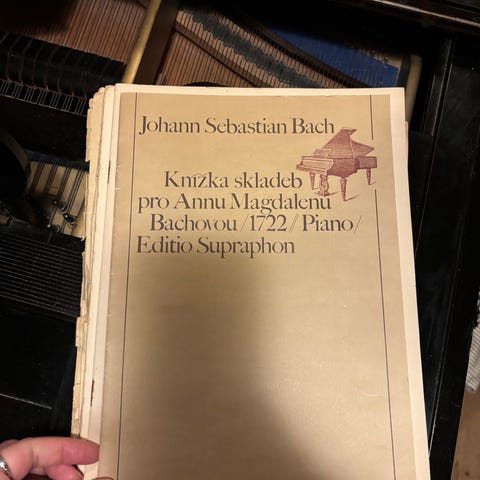 Johann Sebastian Bach
Knížka skladeb
pro Annu Magdalenu
Bachovou/1722//Piano/
Editio Supraphon